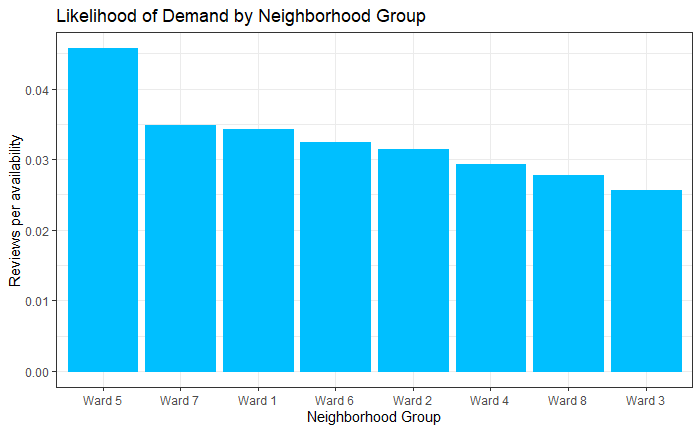 Likelihood of Demand by Neighborhood Group
Reviews per availability
0.04
0.03
0.02
0.01
0.00
Ward 5 Ward 7 Ward 1 Ward 6 Ward 2 Ward 4 Ward 8 Ward 3
Neighborhood Group